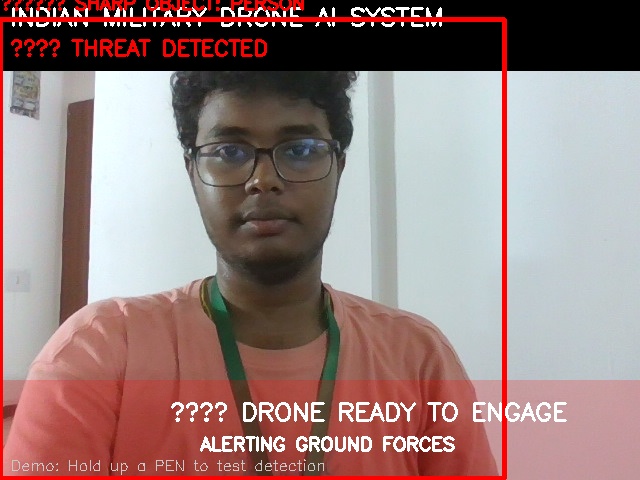 ?????? SHARP OBJECT: PERSON
INDIAN MILITARY DRONE AI SYSTEM
???? THREAT DETECTED
???? DRONE READY TO ENGAGE
ALERTING GROUND FORCES
Demo: Hold up a PEN to test detection